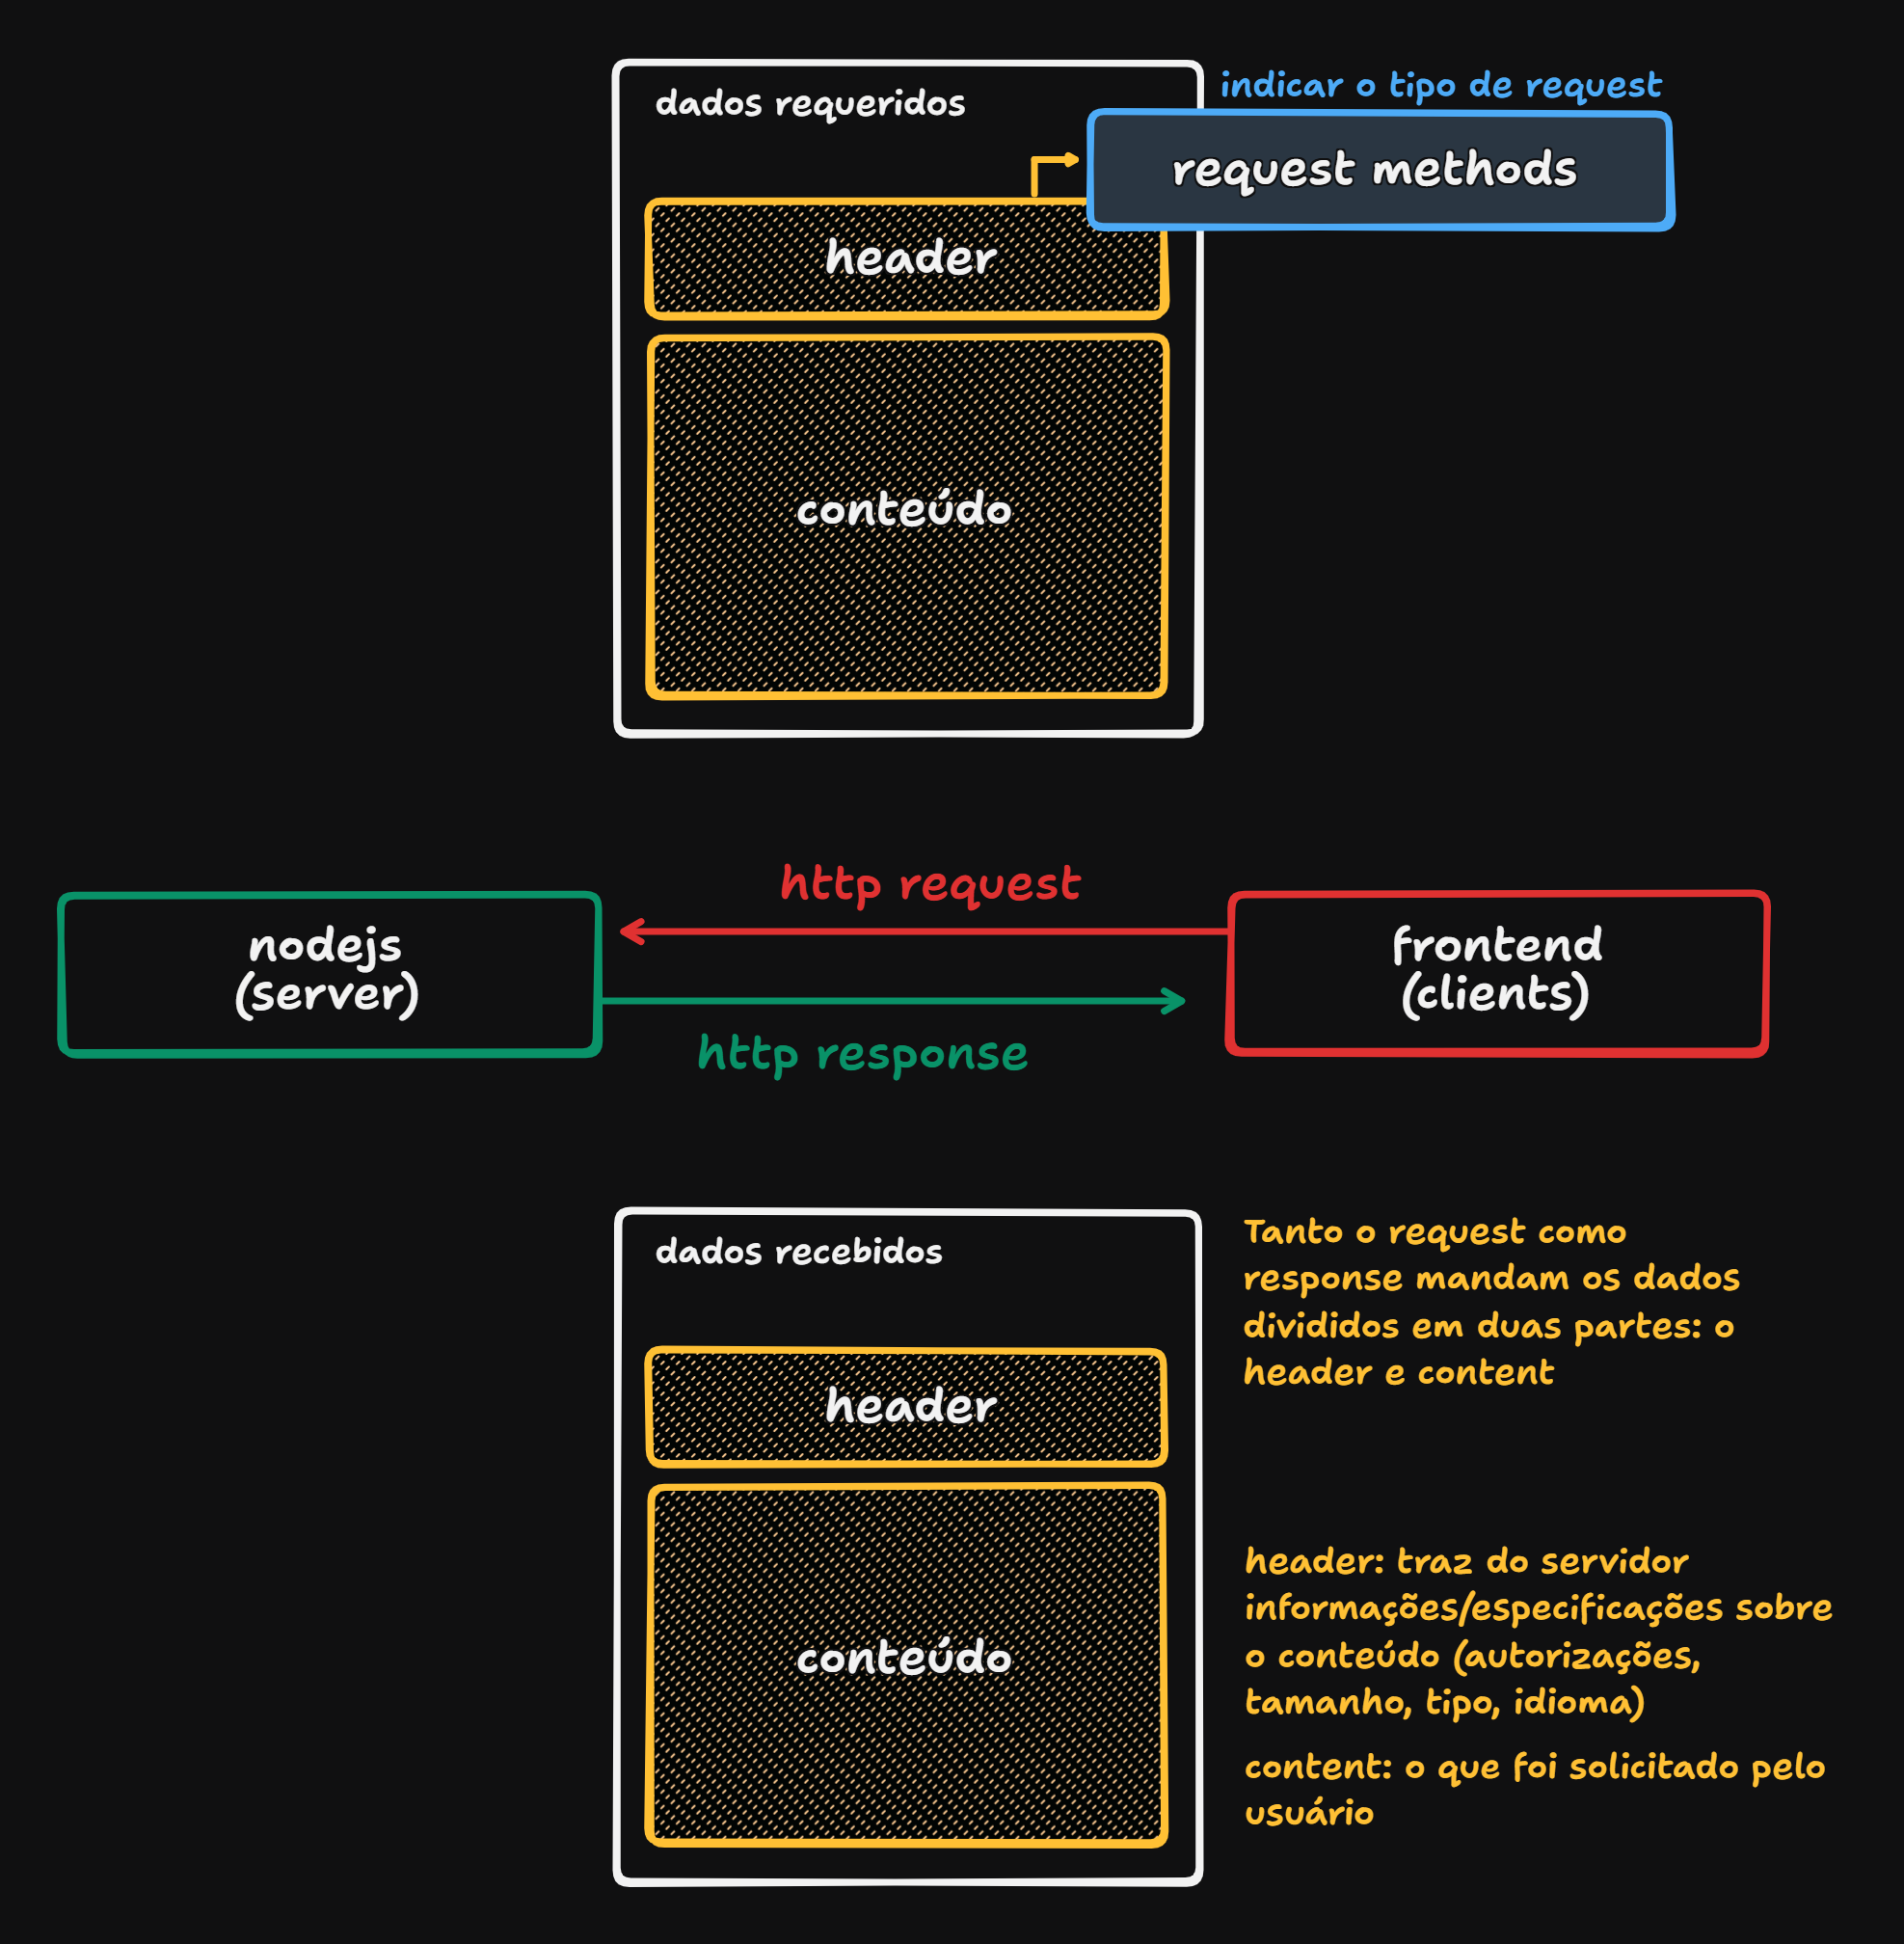 dados requeridos
indicar o tipo de request
request methods
header
conteúdo
http request
nodejs
(server)
frontend
(clients)
http response
dados recebidos
header
conteúdo
Tanto o request como
response mandam os dados
divididos em duas partes: o
header e content
header: traz do servidor
informações/especificações sobre
o conteúdo (autorizações,
tamanho, tipo, idioma)
content: o que foi solicitado pelo
usuário